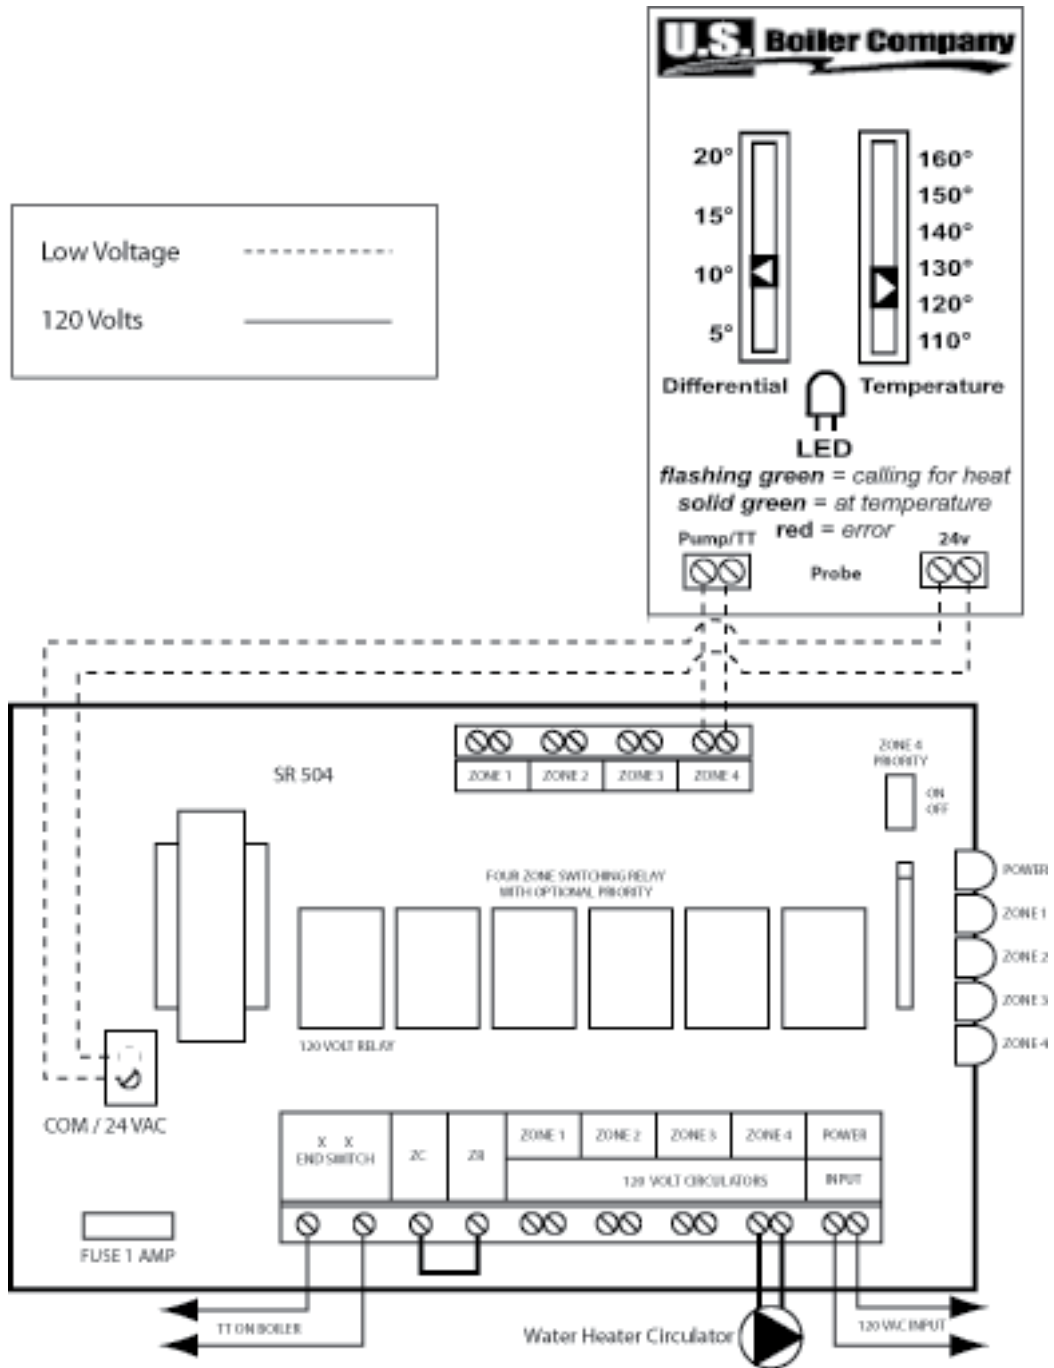 U.S. Boiler Company
Low Voltage
120 Volts
20°
15°
10°
5°
160°
150°
140°
130°
120°
110°
Differential
Temperature
LED
flashing green = calling for heat
solid green = at temperature
red = error
Pump/TT
Probe
24v
SR 504
ZONE 1 ZONE 2 ZONE 3 ZONE 4
ZONE 4
PRIORITY
ON
OFF
POWER
ZONE 1
ZONE 2
ZONE 3
ZONE 4
FOUR ZONE SWITCHING RELAY
WITH OPTIONAL PRIORITY
120 VOLT RELAY
COM / 24 VAC
FUSE 1 AMP
X X
END SWITCH
ZC
ZR
ZONE 1 ZONE 2 ZONE 3 ZONE 4
120 VOLT CIRCULATORS
POWER
INPUT
TT ON BOILER
Water Heater Circulator
120 VAC INPUT